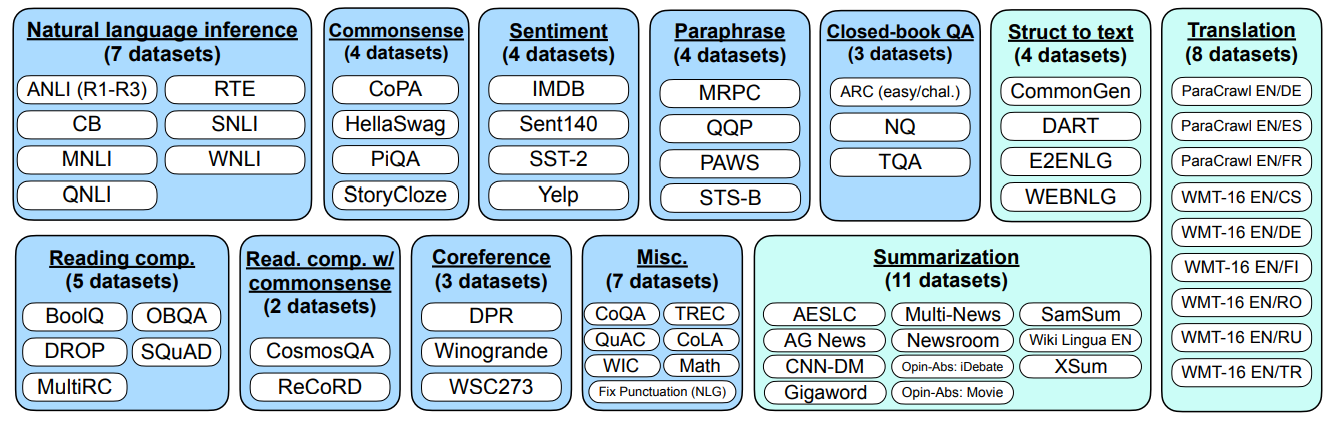 Natural language inference
(7 datasets)
ANLI (R1-R3)
RTE
CB
SNLI
MNLI
WNLI
QNLI
Commonsense
(4 datasets)
CoPA
HellaSwag
PiQA
StoryCloze
Sentiment
(4 datasets)
IMDB
Sent140
SST-2
Yelp
Paraphrase
(4 datasets)
MRPC
QQP
PAWS
STS-B
Closed-book QA
(3 datasets)
ARC (easy/chal.)
NQ
TQA
Struct to text
(4 datasets)
CommonGen
DART
E2ENLG
WEBNLG
Translation
(8 datasets)
ParaCrawl EN/DE
ParaCrawl EN/ES
ParaCrawl EN/FR
WMT-16 EN/CS
WMT-16 EN/DE
WMT-16 EN/FI
WMT-16 EN/RO
WMT-16 EN/RU
WMT-16 EN/TR
Reading comp.
(5 datasets)
BoolQ
OBQA
DROP
SQuAD
MultiRC
Read. comp. w/
commonsense
(2 datasets)
CosmosQA
ReCoRD
Coreference
(3 datasets)
DPR
Winogrande
WSC273
Misc.
(7 datasets)
CoQA
TREC
QuAC
CoLA
WIC
Math
Fix Punctuation (NLG)
Summarization
(11 datasets)
AESLC
Multi-News
SamSum
AG News
Newsroom
Wiki Lingua EN
CNN-DM
Opin-Abs: iDebate
XSum
Gigaword
Opin-Abs: Movie